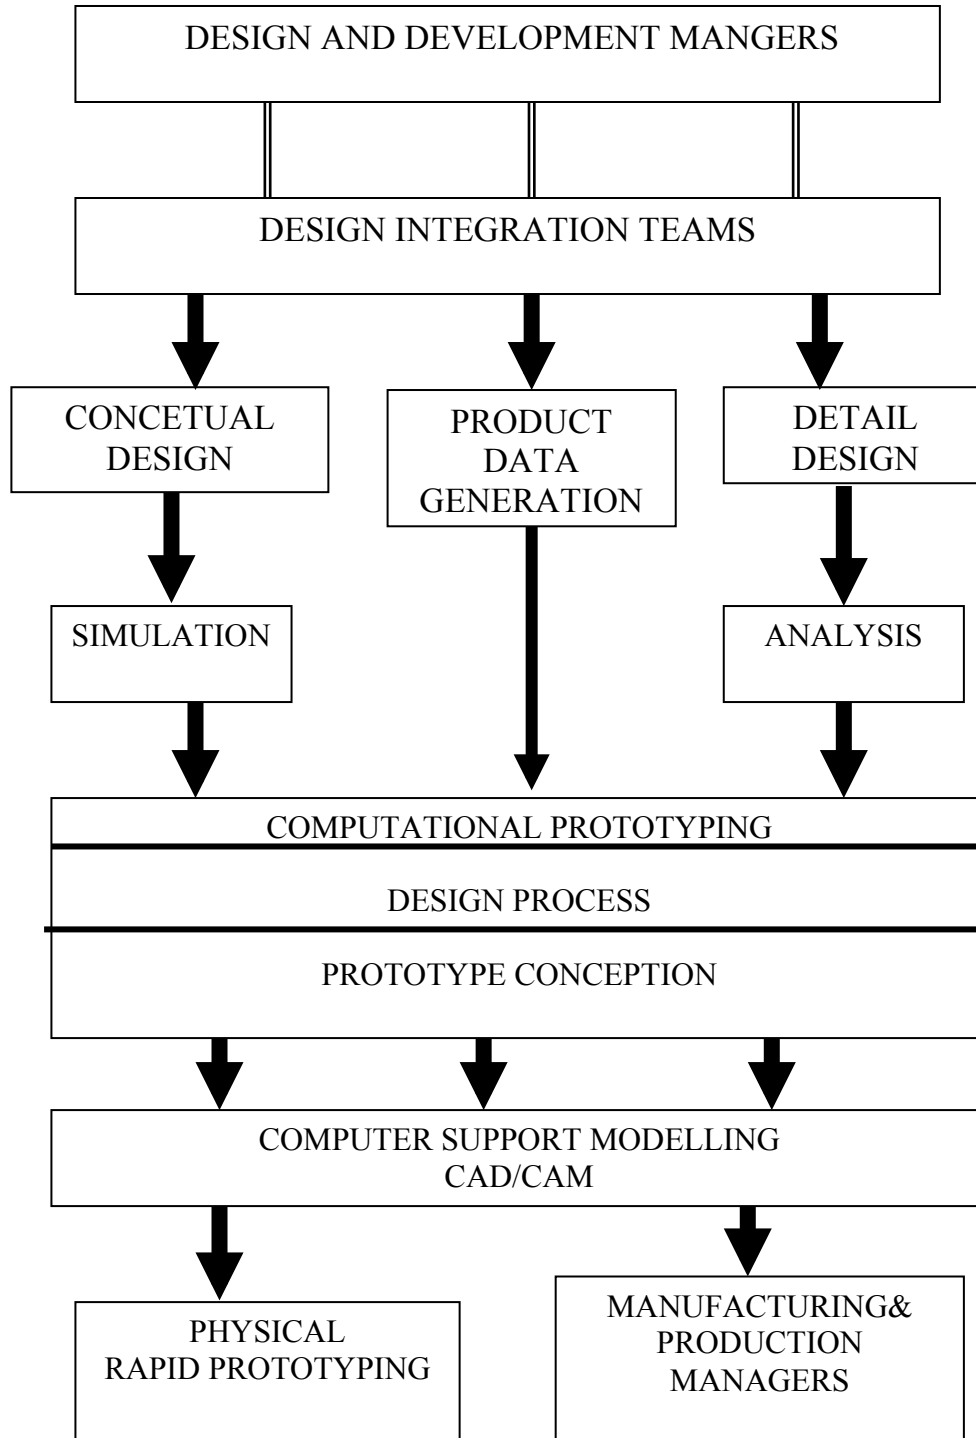 DESIGN AND DEVELOPMENT MANGERS
DESIGN INTEGRATION TEAMS
CONCETUAL
DESIGN
PRODUCT
DATA
GENERATION
DETAIL
DESIGN
SIMULATION
ANALYSIS
COMPUTATIONAL PROTOTYPING
DESIGN PROCESS
PROTOTYPE CONCEPTION
COMPUTER SUPPORT MODELLING
CAD/CAM
PHYSICAL
RAPID PROTOTYPING
MANUFACTURING&
PRODUCTION
MANAGERS